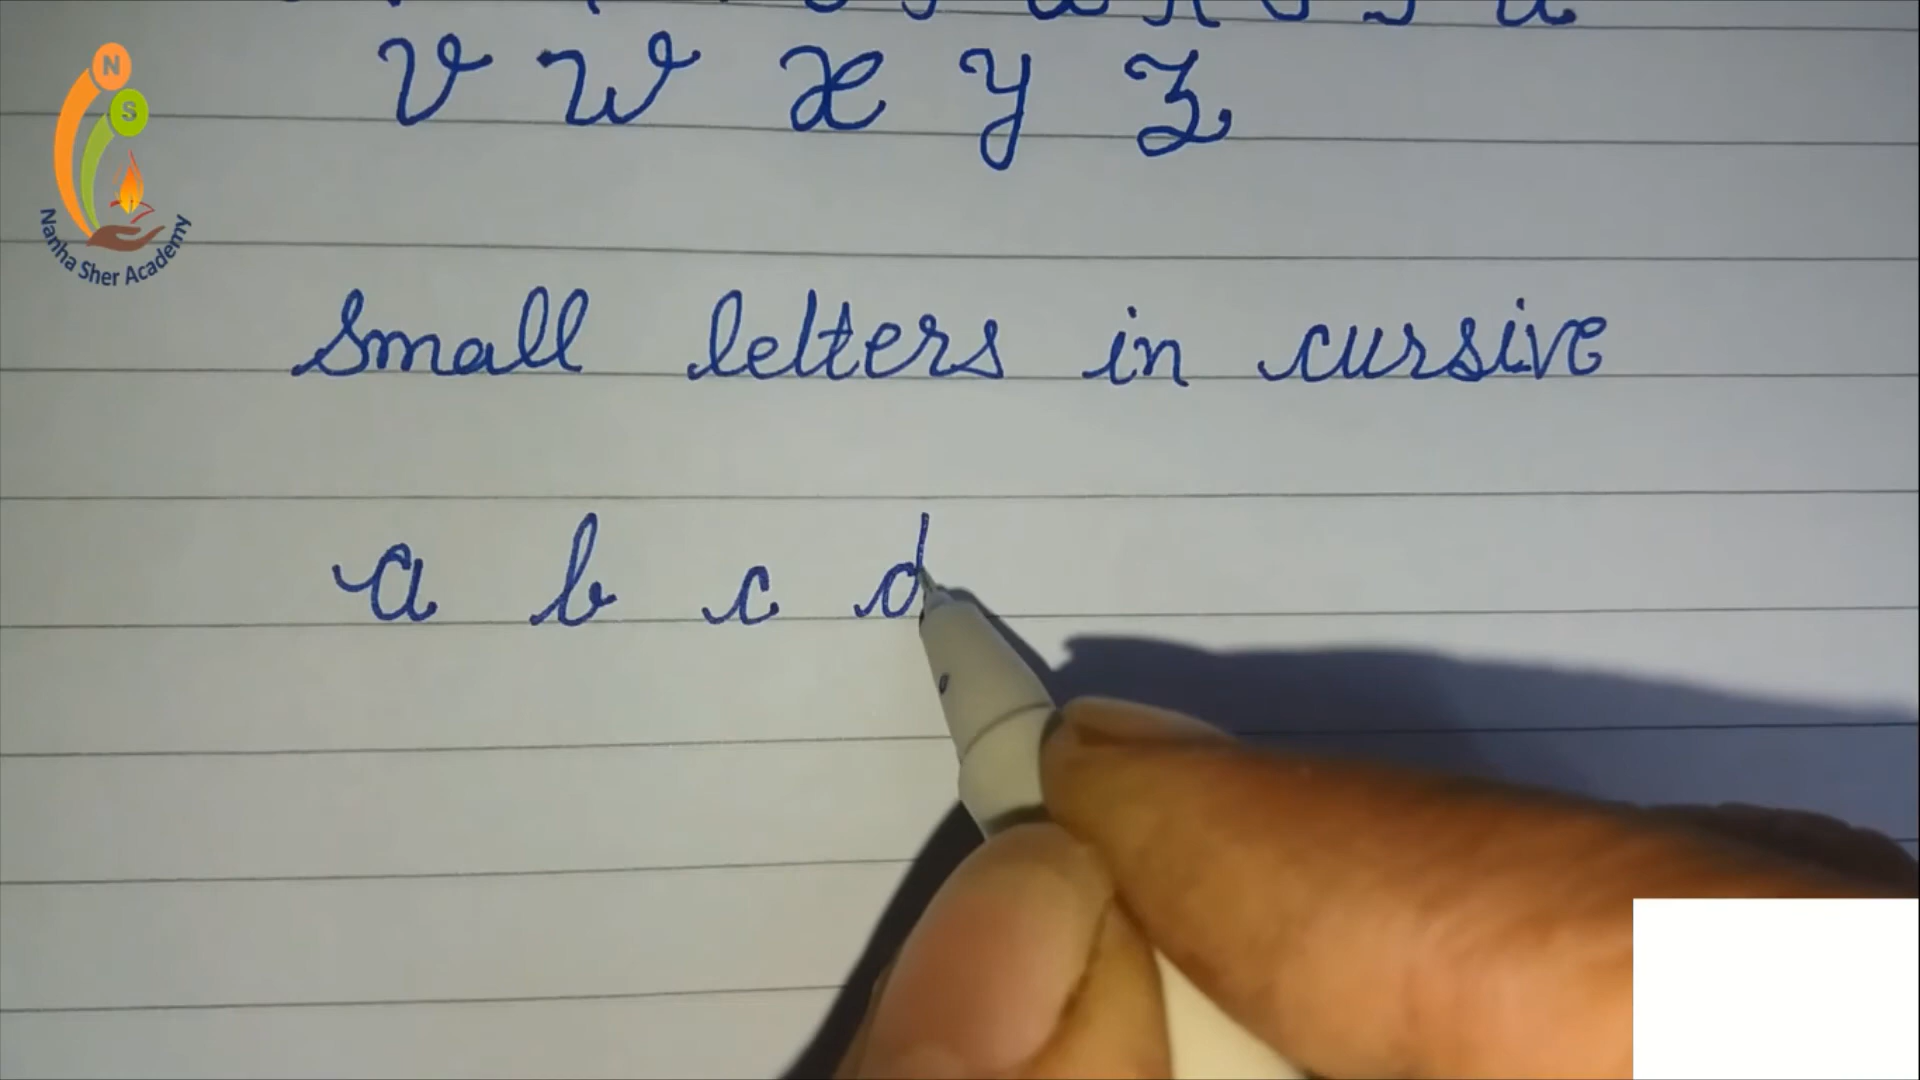 V W X Y Z
N
S
Nanha Sher Academy
Small letters in cursive
a b c d